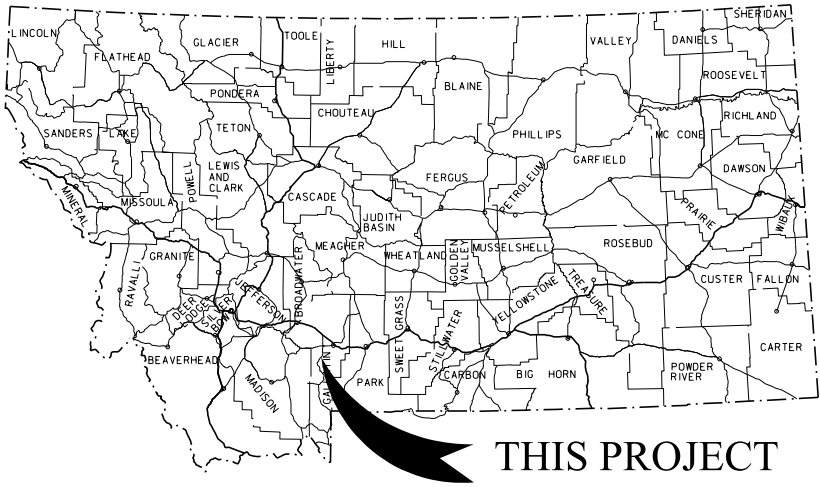 SHERIDAN
LINCOLN
GLACIER
TOOLE
LIBERTY
HILL
VALLEY
DANIELS
FLATHEAD
BLAINE
ROOSEVELT
PONDERA
CHOUTEAU
RICHLAND
SANDERS
LAKE
TETON
PHILLIPS
MC CONE
LEWIS
AND
CLARK
POWELL
FERGUS
PETROLEUM
GARFIELD
DAWSON
MINERAL
MISSOULA
CASCADE
JUDITH
BASIN
PRAIRIE
WIBAUX
MEAGHER
WHEATLAND
GOLDEN
VALLEY
MUSSELSHELL
ROSEBUD
RAVALLI
GRANITE
BROADWATER
CUSTER
FALLON
DEER
LODGE
SILVER
BOW
JEFFERSON
YELLOWSTONE
TREASURE
SWEET GRASS
STILLWATER
CARTER
BEAVERHEAD
MADISON
GALLATIN
PARK
CARBON
BIG HORN
POWDER
RIVER
THIS PROJECT